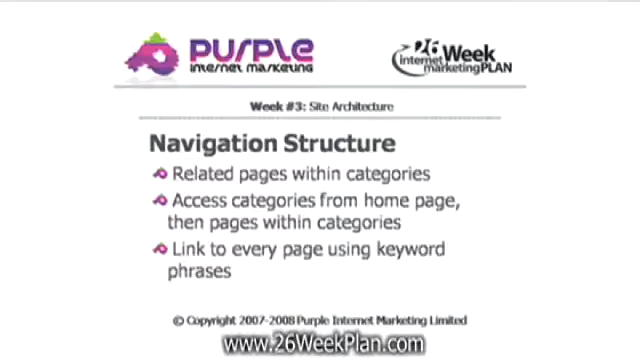 PURPLE
internet marketing
26 Week
internet
marketingPLAN
Week #3: Site Architecture
Navigation Structure
Related pages within categories
Access categories from home page,
then pages within categories
Link to every page using keyword
phrases
© Copyright 2007-2008 Purple Internet Marketing Limited
www.26WeekPlan.com